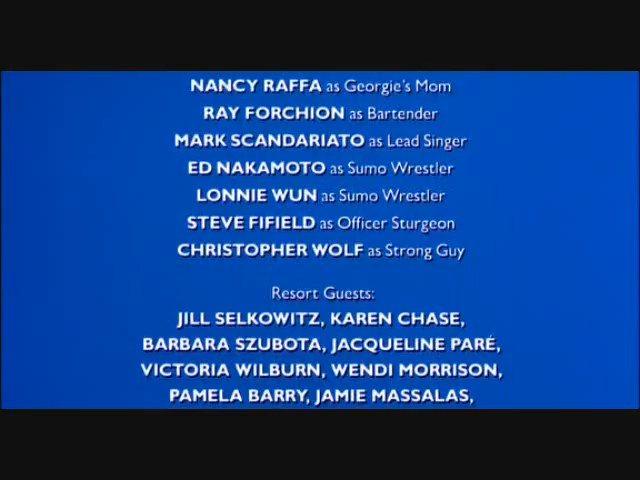 NANCY RAFFA as Georgie's Mom
RAY FORCHION as Bartender
MARK SCANDARIATO as Lead Singer
ED NAKAMOTO as Sumo Wrestler
LONNIE WUN as Sumo Wrestler
STEVE FIFIELD as Officer Sturgeon
CHRISTOPHER WOLF as Strong Guy
Resort Guests:
JILL SELKOWITZ, KAREN CHASE,
BARBARA SZUBOTA, JACQUELINE PARÉ,
VICTORIA WILBURN, WENDI MORRISON,
PAMELA BARRY, JAMIE MASSALAS,